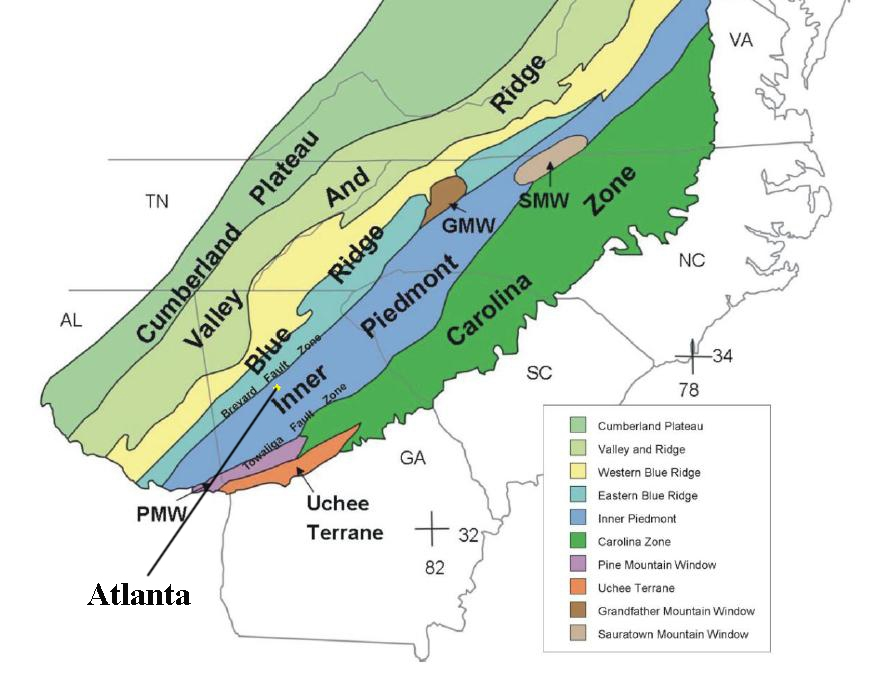 VA
Cumberland Plateau
Valley And Ridge
TN
SMW
GMW
Zone
Blue Ridge
NC
Piedmont
Carolina
AL
Brevard Fault Zone
34
78
SC
Inner
Towaliga Fault Zone
GA
PMW
Uchee
Terrane
32
82
Atlanta
Cumberland Plateau
Valley and Ridge
Western Blue Ridge
Eastern Blue Ridge
Inner Piedmont
Carolina Zone
Pine Mountain Window
Uchee Terrane
Grandfather Mountain Window
Sauratown Mountain Window